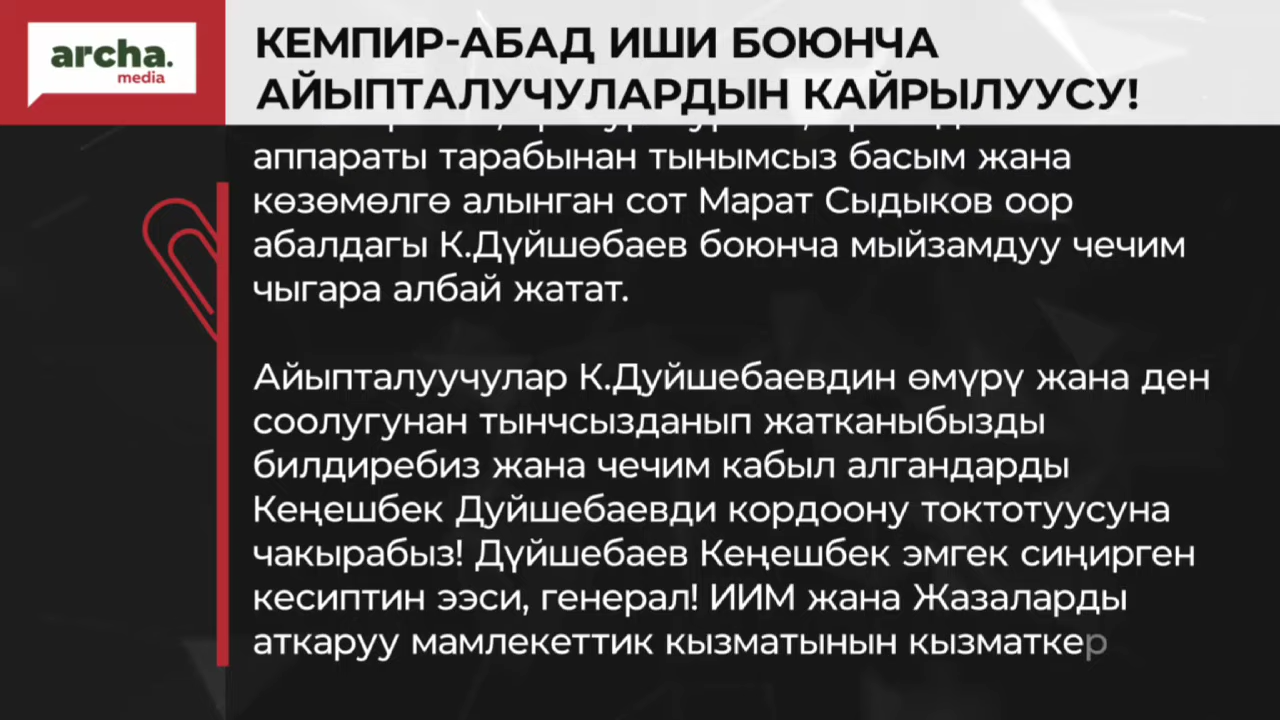 archa.
media
КЕМПИР-АБАД ИШИ БОЮНЧА
АЙЫПТАЛУЧУЛАРДЫН КАЙРЫЛУУСУ!
аппараты тарабынан тынымсыз басым жана
көзөмөлгө алынган сот Марат Сыдыков оор
абалдагы К.Дүйшөбаев боюнча мыйзамдуу чечим
чыгара албай жатат.
Айыпталуучулар К.Дуйшебаевдин өмүрү жана ден
соолугунан тынчсызданып жатканыбызды
билдиребиз жана чечим кабыл алгандарды
Кеңешбек Дуйшебаевди кордоону токтотуусуна
чакырабыз! Дүйшебаев Кеңешбек эмгек сиңирген
кесиптин ээси, генерал! ИИМ жана Жазаларды
аткаруу мамлекеттик кызматынын кызматкер